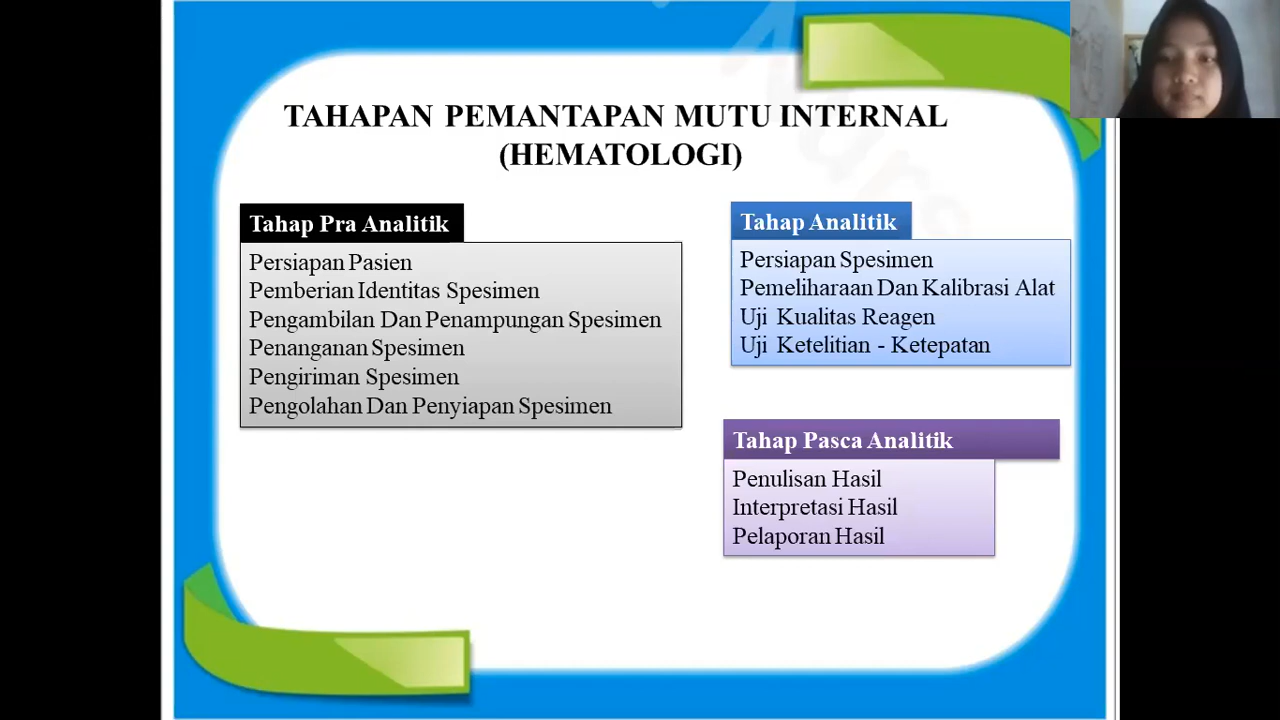 TAHAPAN PEMANTAPAN MUTU INTERNAL
(HEMATOLOGI)
Tahap Pra Analitik
Persiapan Pasien
Pemberian Identitas Spesimen
Pengambilan Dan Penampungan Spesimen
Penanganan Spesimen
Pengiriman Spesimen
Pengolahan Dan Penyiapan Spesimen
Tahap Analitik
Persiapan Spesimen
Pemeliharaan Dan Kalibrasi Alat
Uji Kualitas Reagen
Uji Ketelitian - Ketepatan
Tahap Pasca Analitik
Penulisan Hasil
Interpretasi Hasil
Pelaporan Hasil